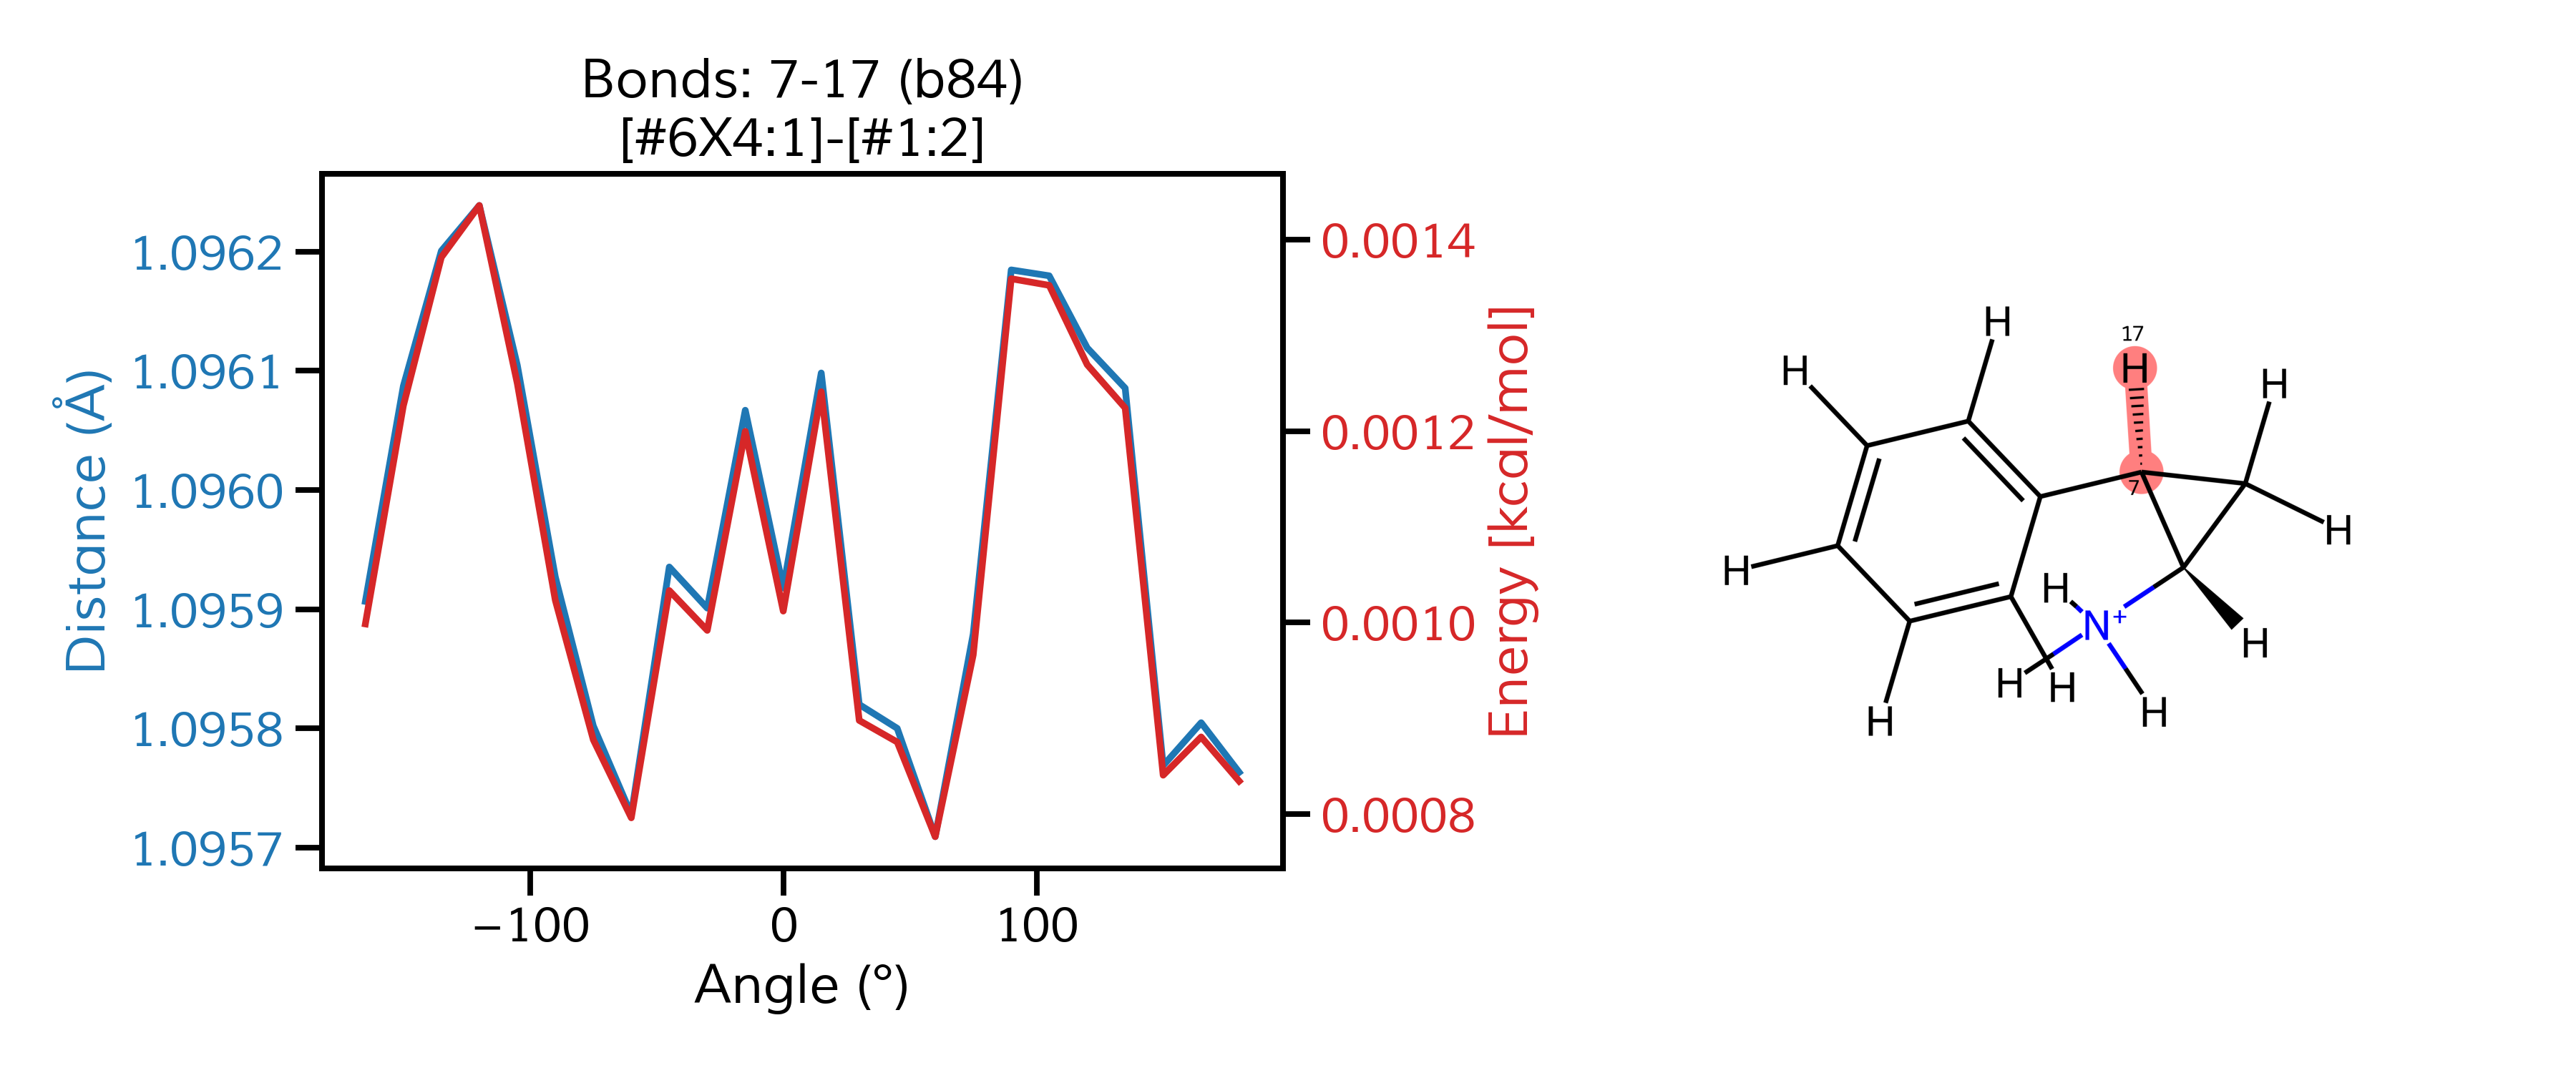 Bonds: 7-17 (b84)
[#6X4:1]-[#1:2]
Distance (Å)
1.0962
1.0961
1.0960
1.0959
1.0958
1.0957
0.0014
0.0012
0.0010
0.0008
Energy [kcal/mol]
−100
0
100
Angle (°)
17
H
H
H
H
7
H
H
H
N+
H
H
H
H
H